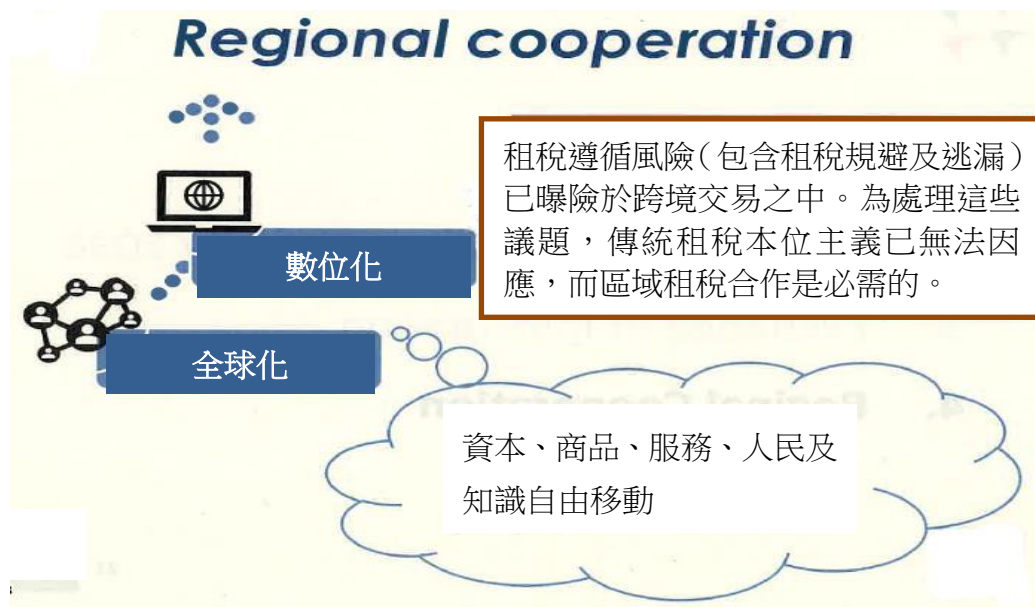 Regional cooperation
租稅遵循風險(包含租稅規避及逃漏)
已曝險於跨境交易之中。為處理這些
議題，傳統租稅本位主義已無法因
應，而區域租稅合作是必需的。
數位化
全球化
資本、商品、服務、人民及
知識自由移動